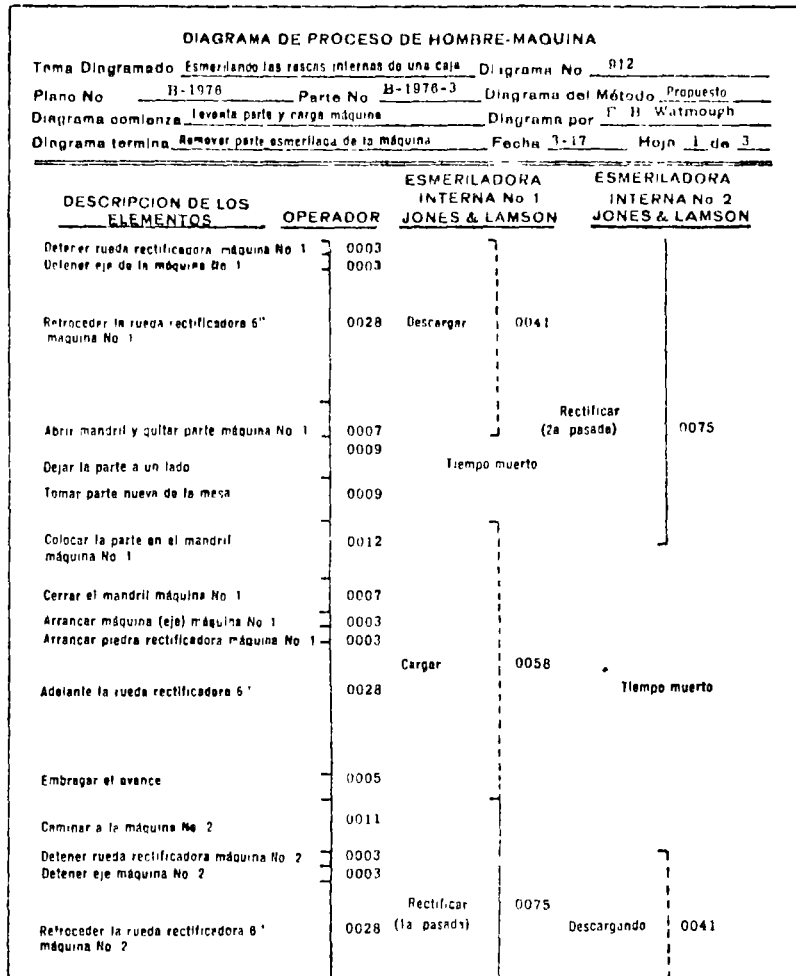 DIAGRAMA DE PROCESO DE HOMBRE-MAQUINA
Tema Diagramado Esmerilando las roscas internas de una caja Diagrama No 912
Plano No B-1976 Parte No B-1976-3 Diagrama del Método Propuesto
Diagrama comienza Levanta parte y carga máquina Diagrama por B Watmough
Diagrama termina Remover parte esmerilada de la máquina Fecha 3-17 Hoja 1 de 3
DESCRIPCION DE LOS ELEMENTOS OPERADOR ESMERILADORA INTERNA No 1 JONES & LAMSON ESMERILADORA INTERNA No 2 JONES & LAMSON
Detener rueda rectificadora máquina No 1 0003
Detener eje de la máquina No 1 0003
Retroceder la rueda rectificadora 6" 0028 Descargar 0041
maquina No 1
Rectificar
Abrir mandril y quitar parte máquina No 1 0007 (2a pasada) 0075
0009
Dejar la parte a un lado Tiempo muerto
Tomar parte nueva de la mesa 0009
Colocar la parte en el mandril 0012
máquina No 1
Cerrar el mandril máquina No 1 0007
Arrancar máquina (eje) máquina No 1 0003
Arrancar piedra rectificadora máquina No 1 0003
Cargar 0058
Adelante la rueda rectificadora 6" 0028 Tiempo muerto
Embragar el avance 0005
Caminar a la máquina No 2 0011
Detener rueda rectificadora máquina No 2 0003
Detener eje máquina No 2 0003
Rectificar 0075
Retroceder la rueda rectificadora 6" 0028 (1a pasada) Descargando 0041
máquina No 2